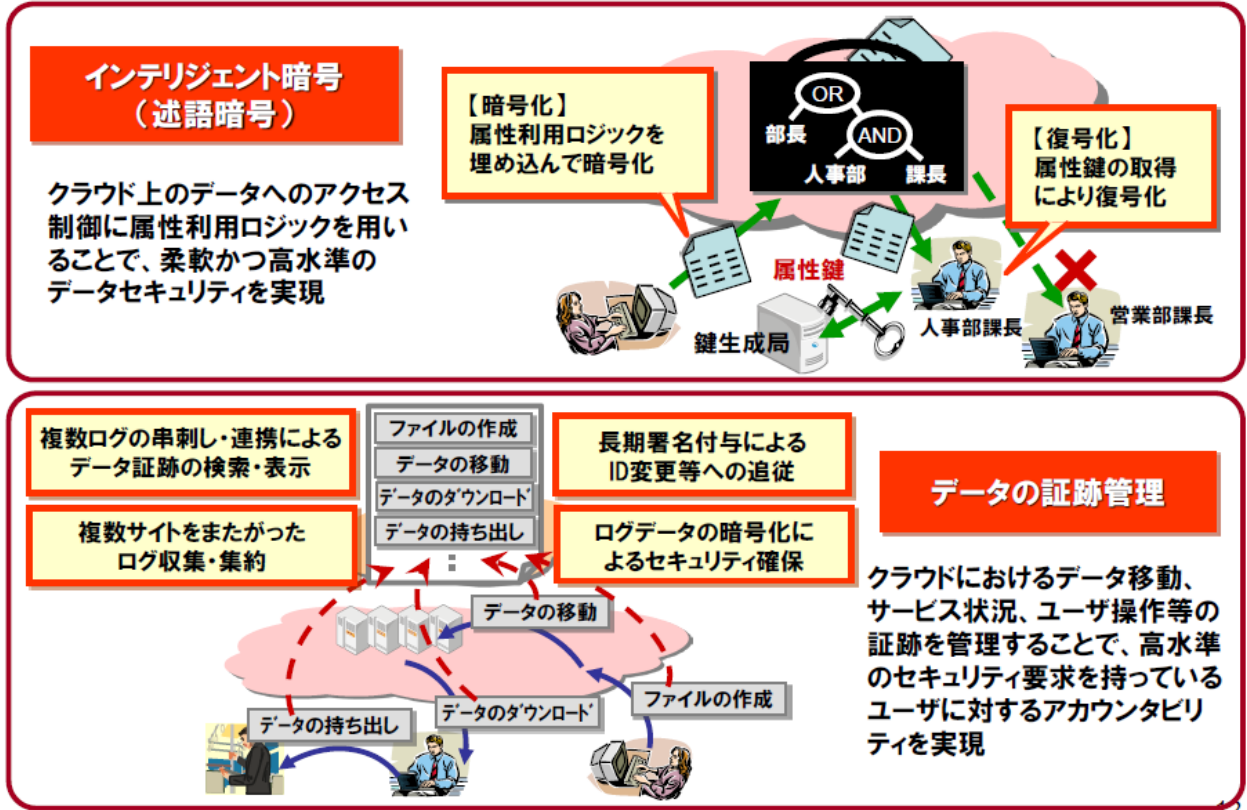 インテリジェント暗号
（述語暗号）
クラウド上のデータへのアクセス
制御に属性利用ロジックを用い
ることで、柔軟かつ高水準の
データセキュリティを実現
【暗号化】
属性利用ロジックを
埋め込んで暗号化
OR
部長
AND
人事部
課長
【復号化】
属性鍵の取得
により復号化
属性鍵
鍵生成局
人事部課長
営業部課長
複数ログの串刺し・連携による
データ証跡の検索・表示
複数サイトをまたがった
ログ収集・集約
ファイルの作成
データの移動
データのダウンロード
データの持ち出し
:
長期署名付与による
ID変更等への追従
ログデータの暗号化に
よるセキュリティ確保
データの移動
ファイルの作成
データのダウンロード
データの持ち出し
データの証跡管理
クラウドにおけるデータ移動、
サービス状況、ユーザ操作等の
証跡を管理することで、高水準
のセキュリティ要求を持っている
ユーザに対するアカウンタビリ
ティを実現